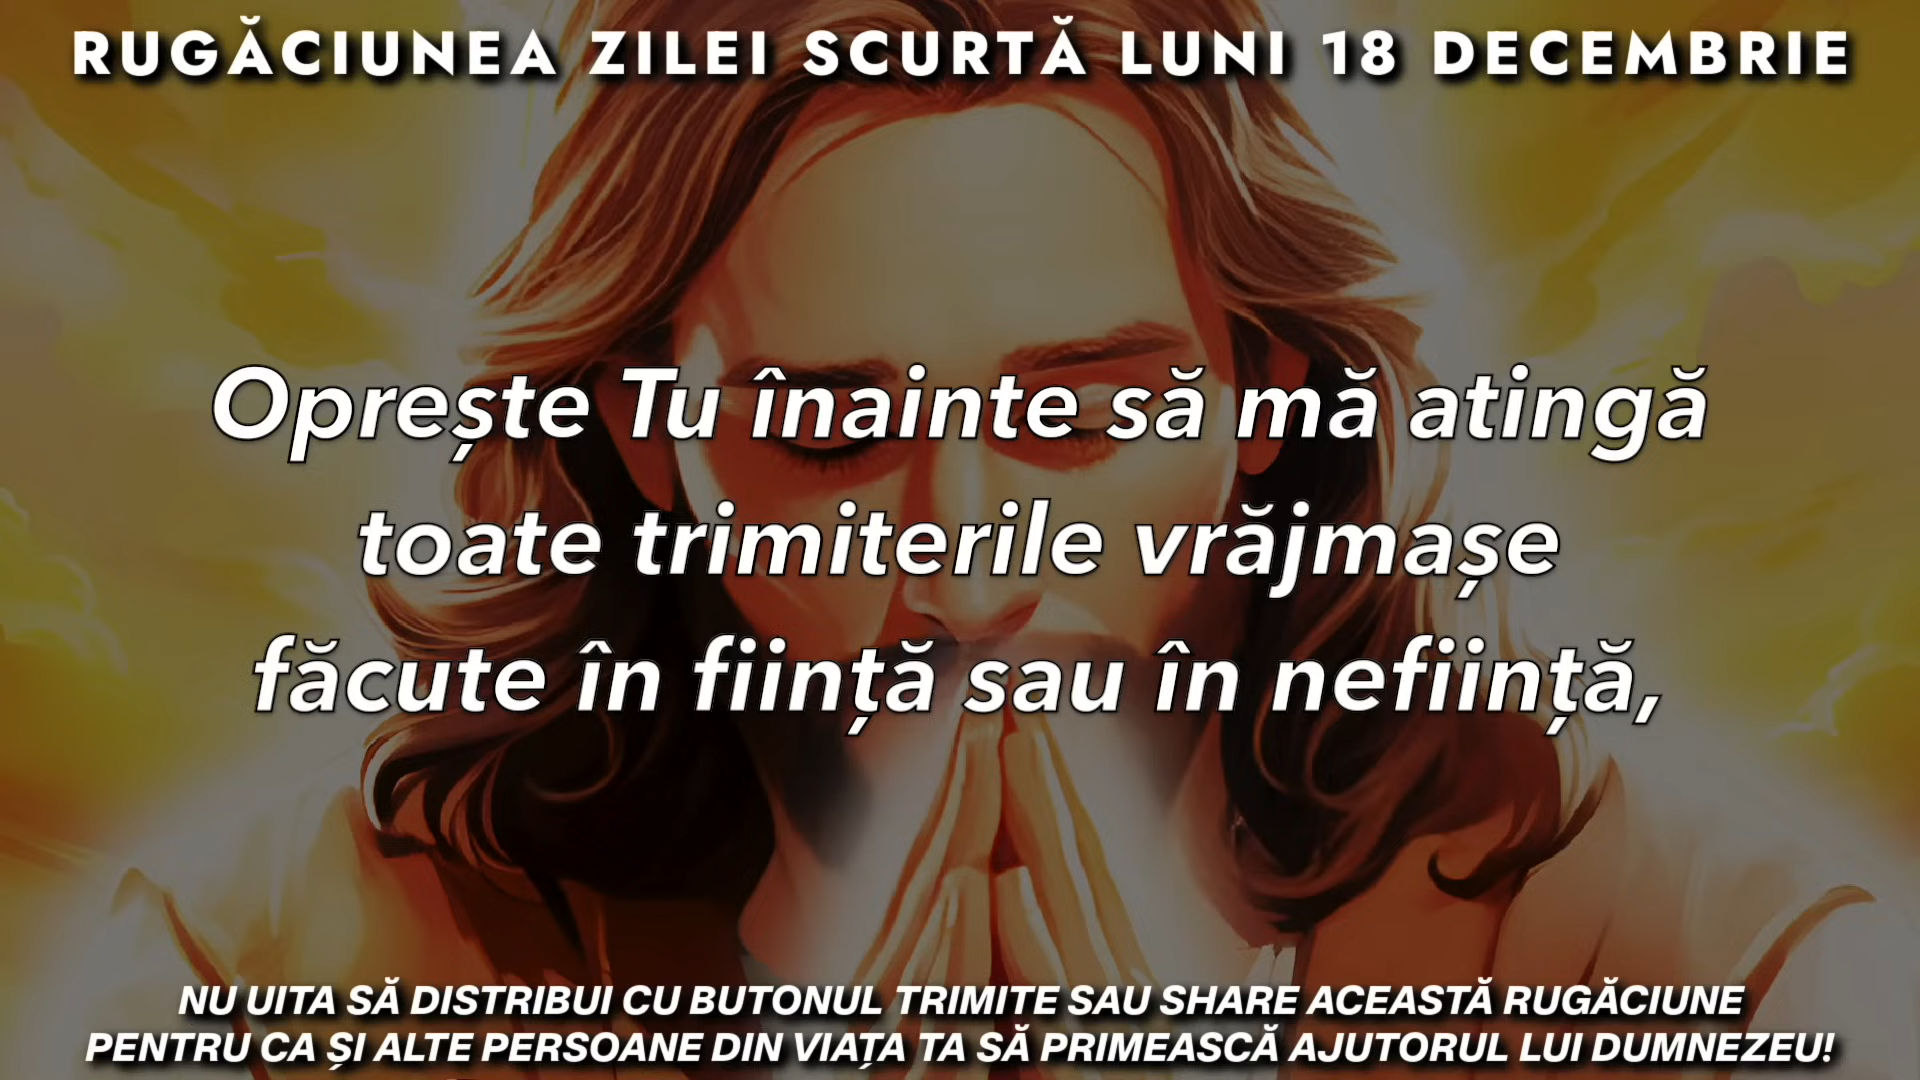 RUGĂCIUNEA ZILEI SCURTĂ LUNI 18 DECEMBRIE
Oprește Tu înainte să mă atingă
toate trimiterile vrăjmașe
făcute în ființă sau în neființă,
NU UITA SĂ DISTRIBUI CU BUTONUL TRIMITE SAU SHARE ACEASTĂ RUGĂCIUNE
PENTRU CA ȘI ALTE PERSOANE DIN VIAȚA TA SĂ PRIMEASCĂ AJUTORUL LUI DUMNEZEU!